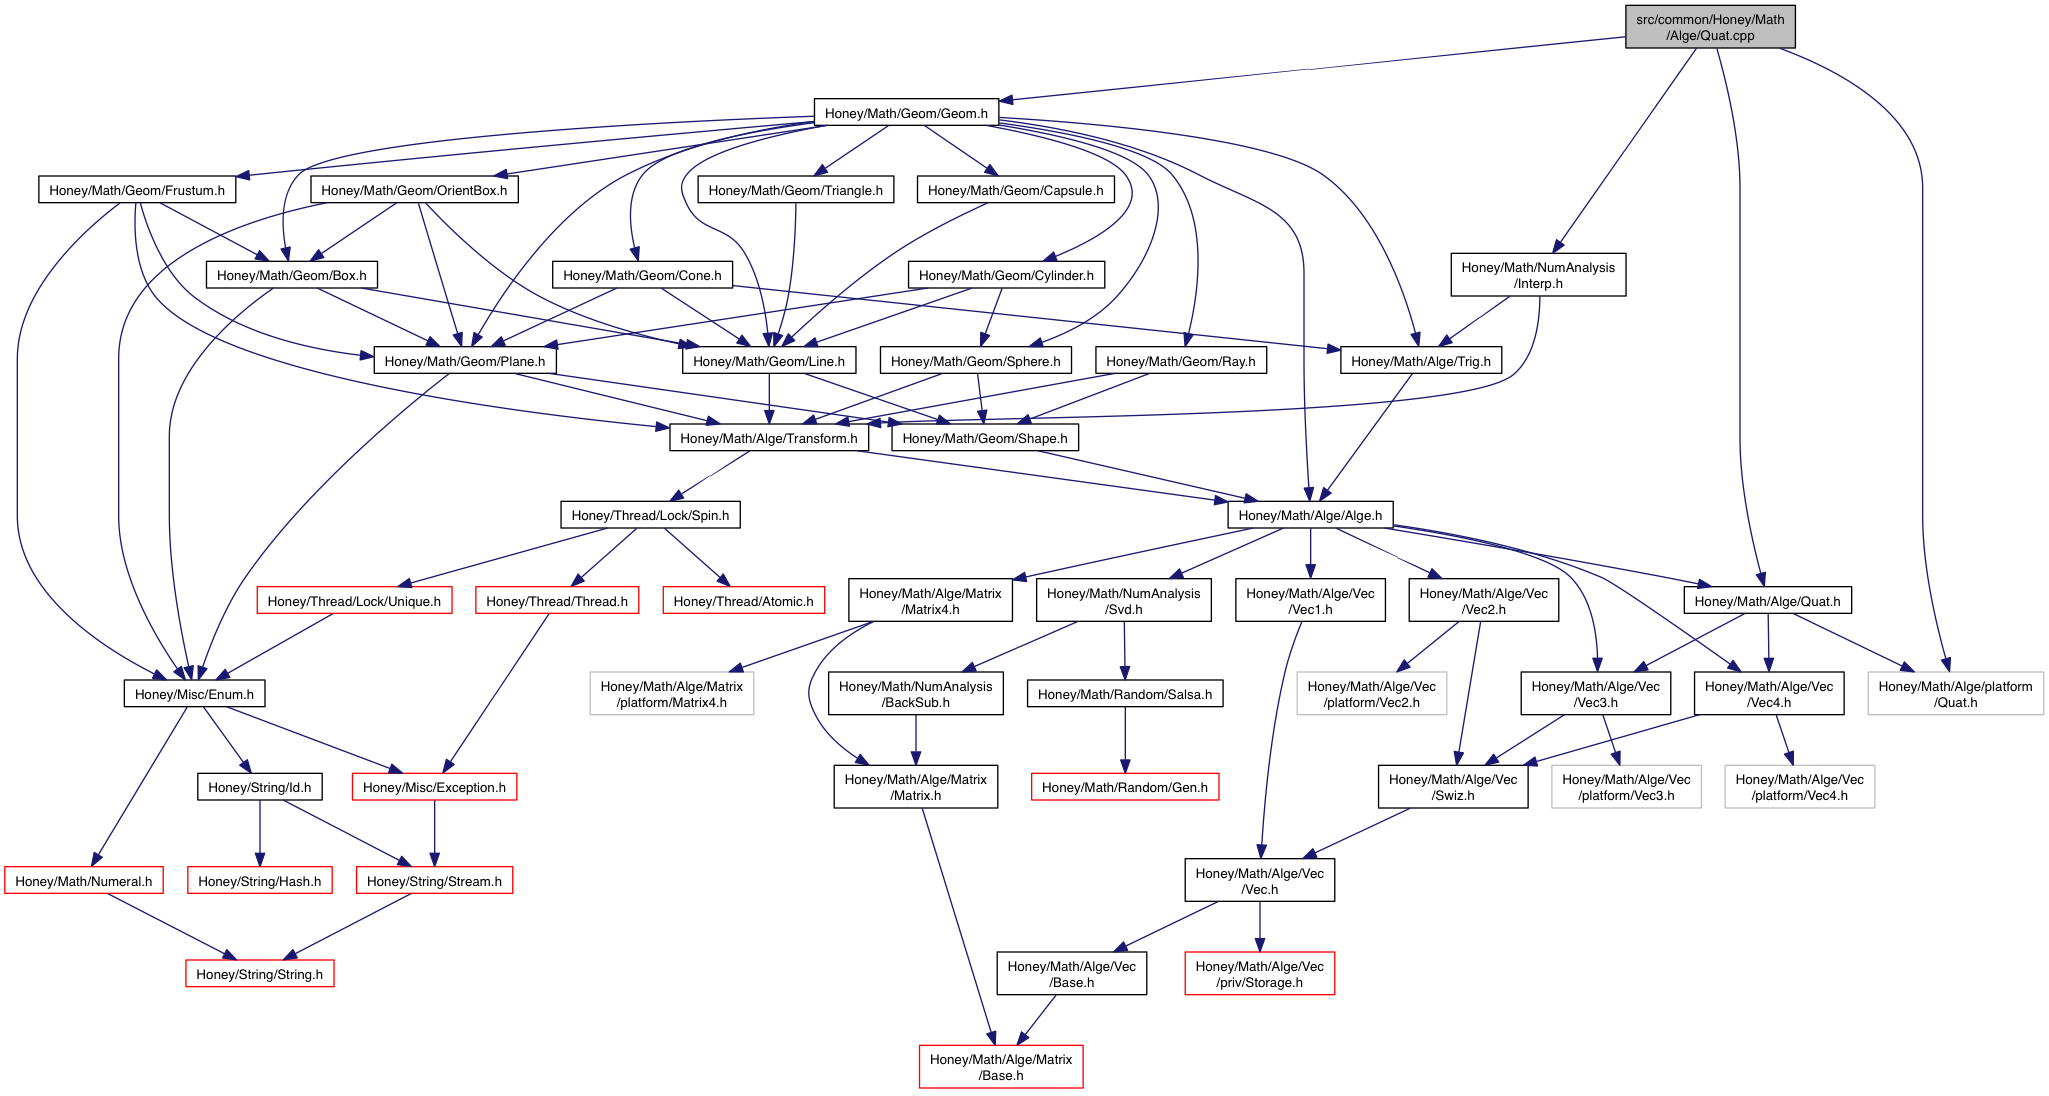 src/common/Honey/Math
/Alge/Quat.cpp
Honey/Math/Geom/Geom.h
Honey/Math/Geom/Frustum.h
Honey/Math/Geom/OrientBox.h
Honey/Math/Geom/Triangle.h
Honey/Math/Geom/Capsule.h
Honey/Math/Geom/Box.h
Honey/Math/Geom/Cone.h
Honey/Math/Geom/Cylinder.h
Honey/Math/NumAnalysis
/Interp.h
Honey/Math/Geom/Plane.h
Honey/Math/Geom/Line.h
Honey/Math/Geom/Sphere.h
Honey/Math/Geom/Ray.h
Honey/Math/Alge/Trig.h
Honey/Math/Alge/Transform.h
Honey/Math/Geom/Shape.h
Honey/Thread/Lock/Spin.h
Honey/Math/Alge/Alge.h
Honey/Thread/Lock/Unique.h
Honey/Thread/Thread.h
Honey/Thread/Atomic.h
Honey/Math/Alge/Matrix
/Matrix4.h
Honey/Math/NumAnalysis
/Svd.h
Honey/Math/Alge/Vec
/Vec1.h
Honey/Math/Alge/Vec
/Vec2.h
Honey/Math/Alge/Quat.h
Honey/Misc/Enum.h
Honey/Math/Alge/Matrix
/platform/Matrix4.h
Honey/Math/NumAnalysis
/BackSub.h
Honey/Math/Random/Salsa.h
Honey/Math/Alge/Vec
/platform/Vec2.h
Honey/Math/Alge/Vec
/Vec3.h
Honey/Math/Alge/Vec
/Vec4.h
Honey/Math/Alge/platform
/Quat.h
Honey/String/Id.h
Honey/Misc/Exception.h
Honey/Math/Alge/Matrix
/Matrix.h
Honey/Math/Random/Gen.h
Honey/Math/Alge/Vec
/Swiz.h
Honey/Math/Alge/Vec
/platform/Vec3.h
Honey/Math/Alge/Vec
/platform/Vec4.h
Honey/Math/Numeral.h
Honey/String/Hash.h
Honey/String/Stream.h
Honey/Math/Alge/Vec
/Vec.h
Honey/String/String.h
Honey/Math/Alge/Vec
/Base.h
Honey/Math/Alge/Vec
/priv/Storage.h
Honey/Math/Alge/Matrix
/Base.h